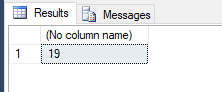 Results Messages
(No column name)
1 19